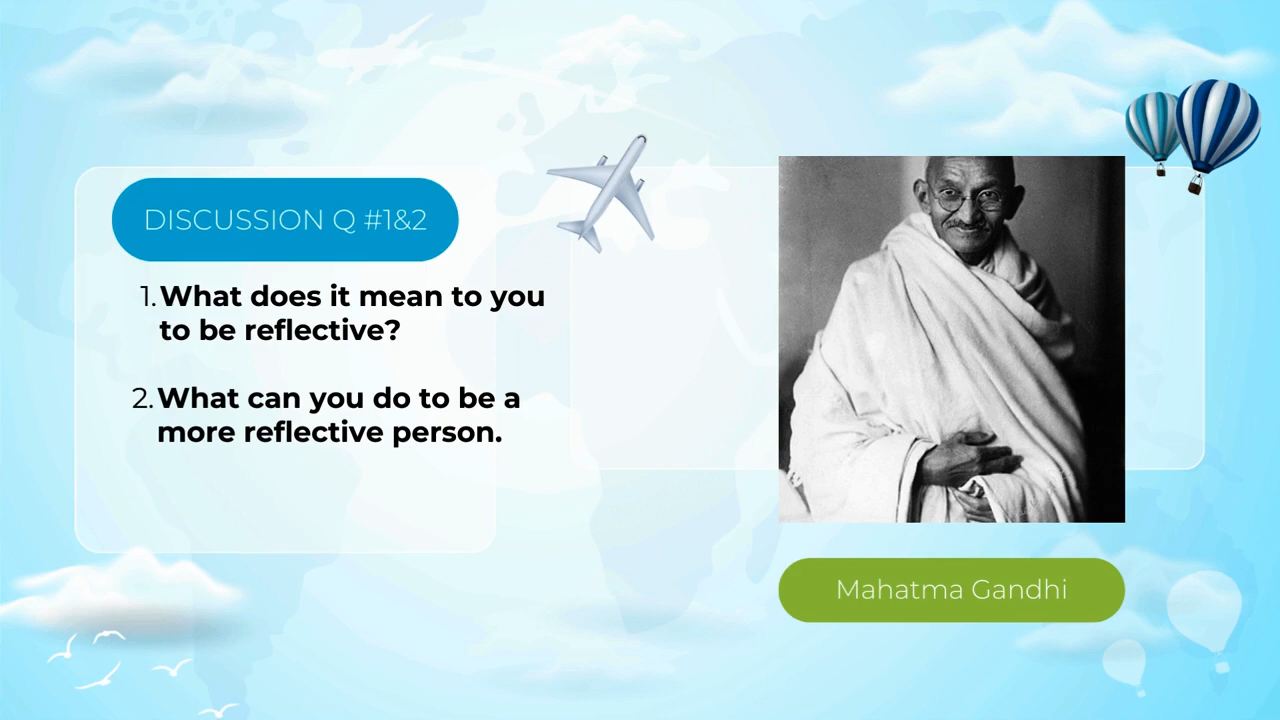 DISCUSSION Q #1&2
1. What does it mean to you
to be reflective?
2. What can you do to be a
more reflective person.
Mahatma Gandhi